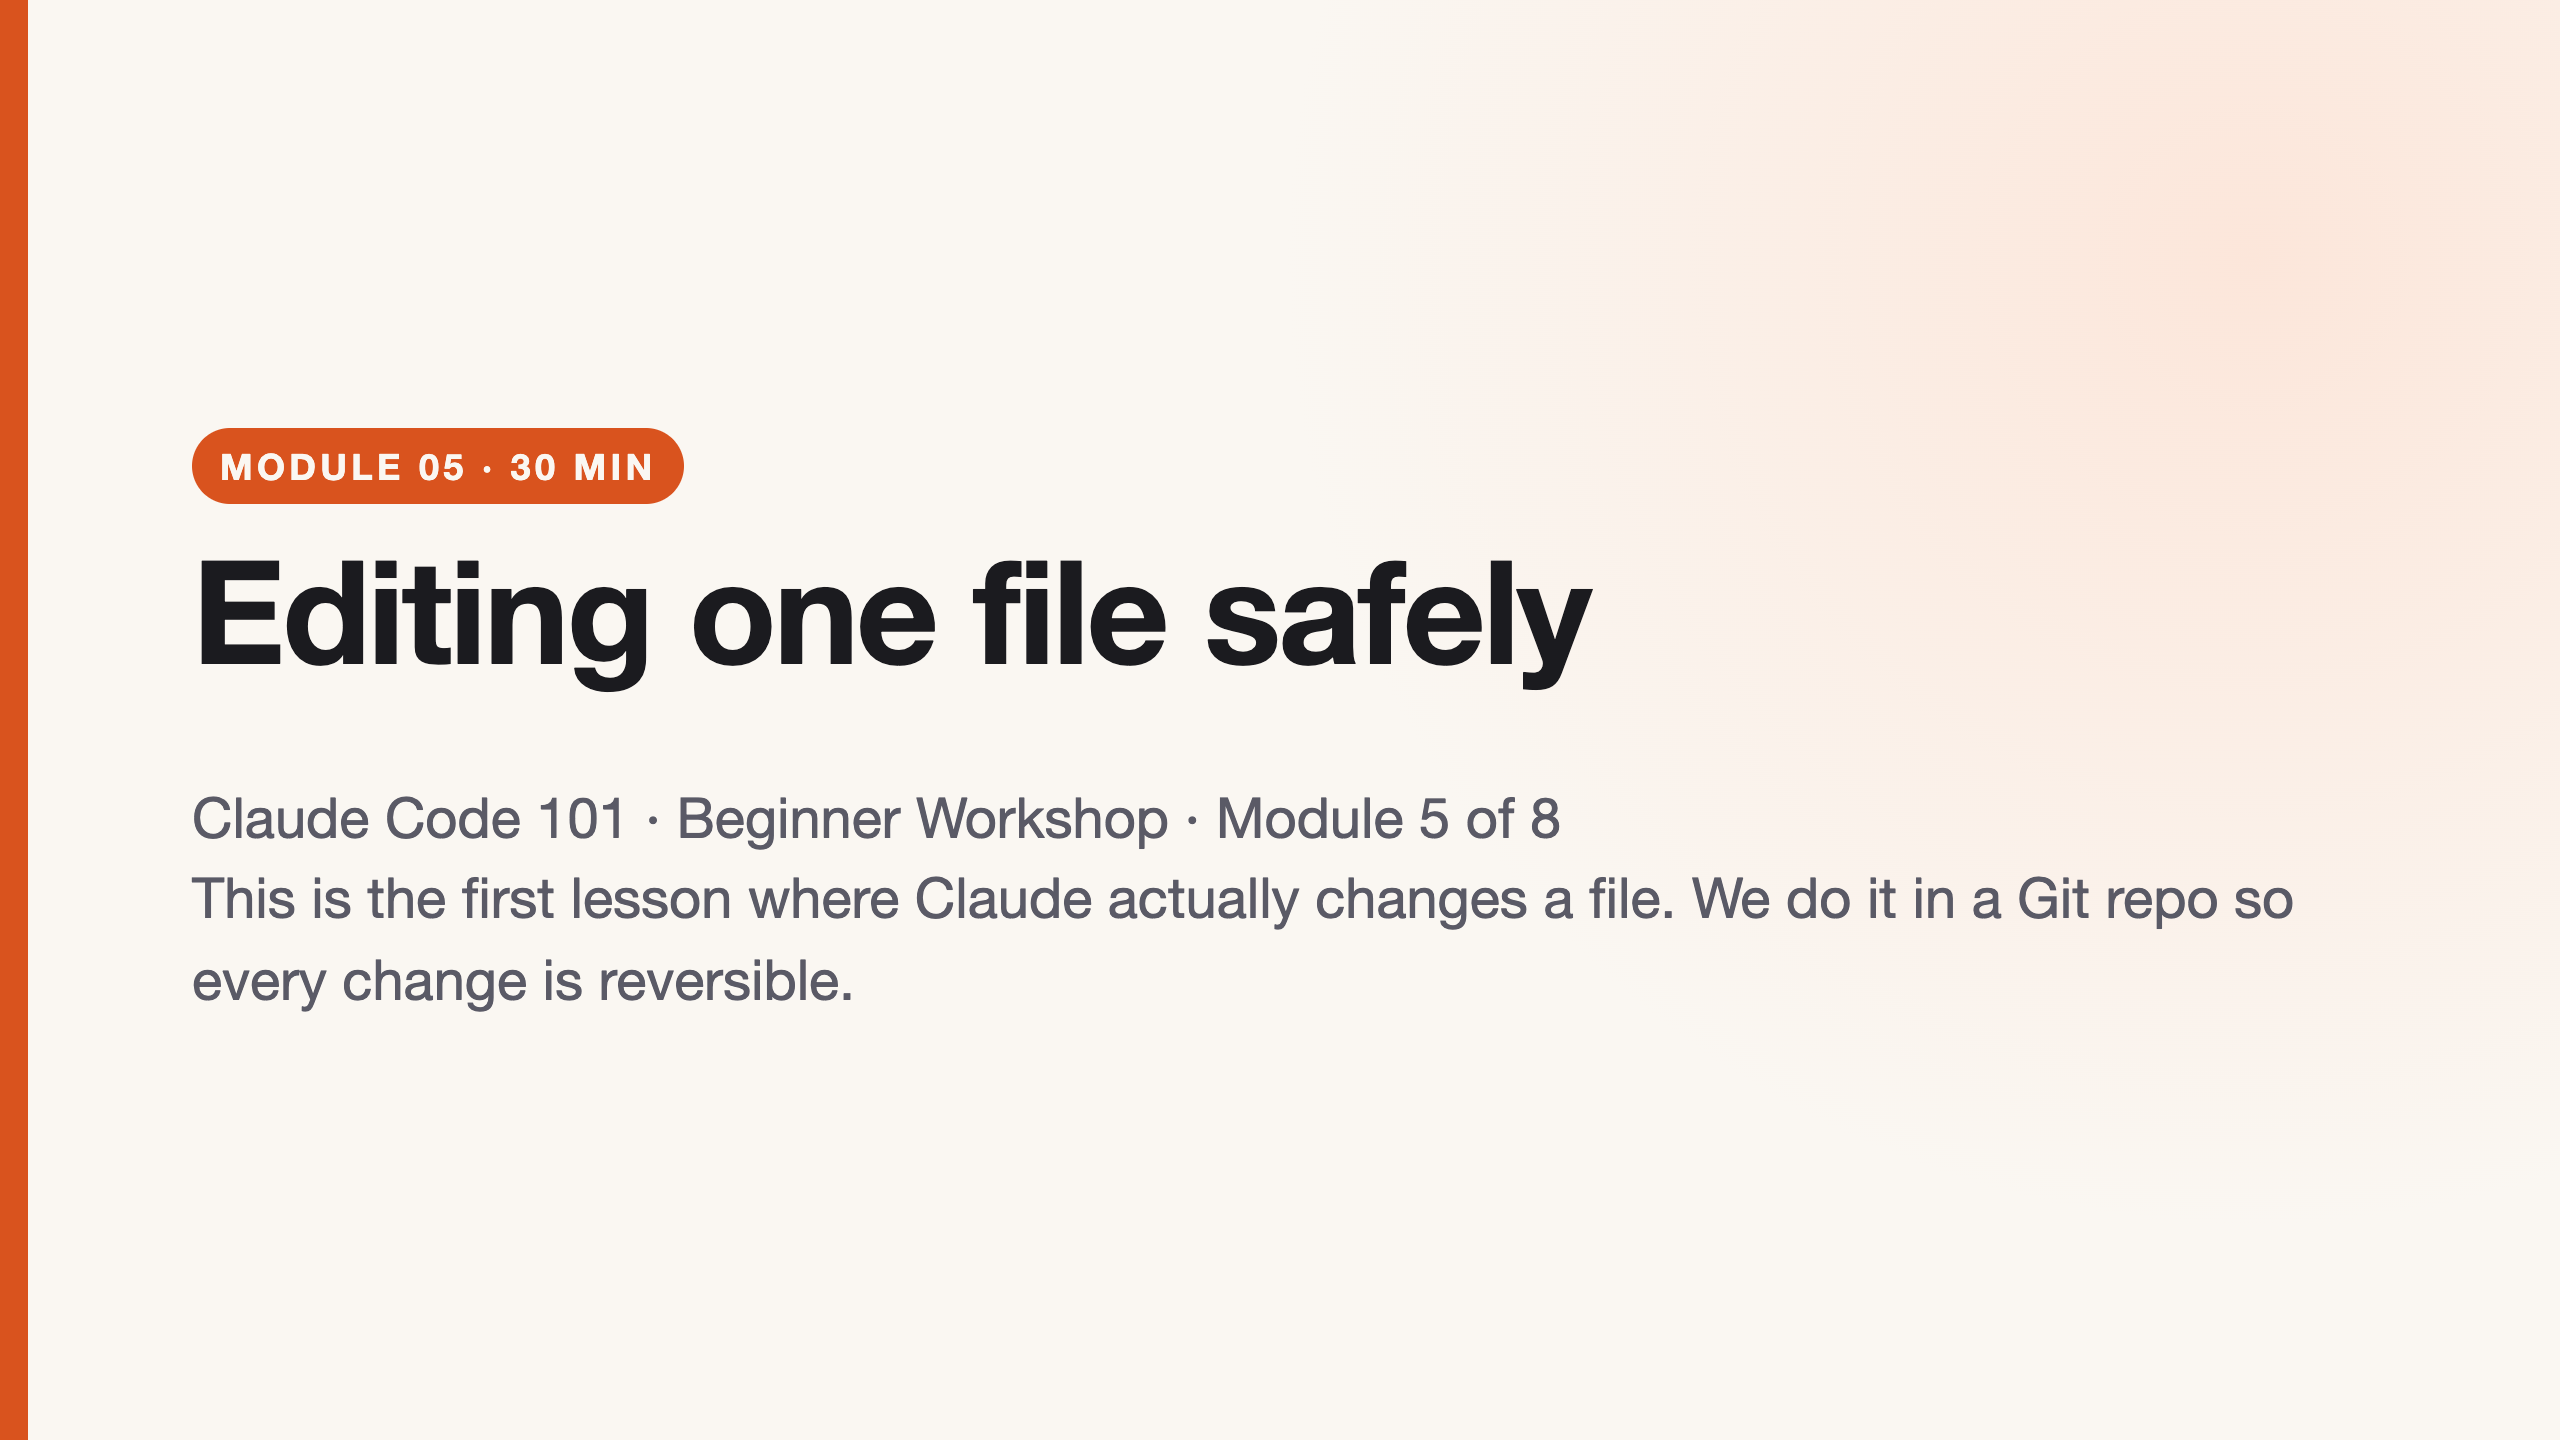 MODULE 05 · 30 MIN
Editing one file safely
Claude Code 101 · Beginner Workshop · Module 5 of 8
This is the first lesson where Claude actually changes a file. We do it in a Git repo so
every change is reversible.